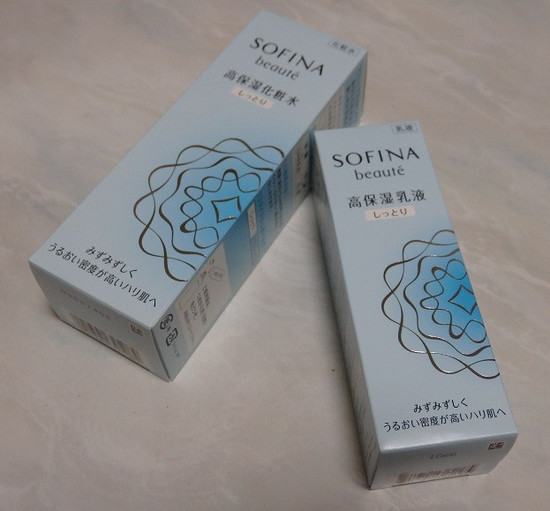 化粧水
SOFINA
beauté
高保湿化粧水
しっとり
みずみずしく
うるおい密度が高いハリ肌へ
乳液
SOFINA
beauté
高保湿乳液
しっとり
みずみずしく
うるおい密度が高いハリ肌へ